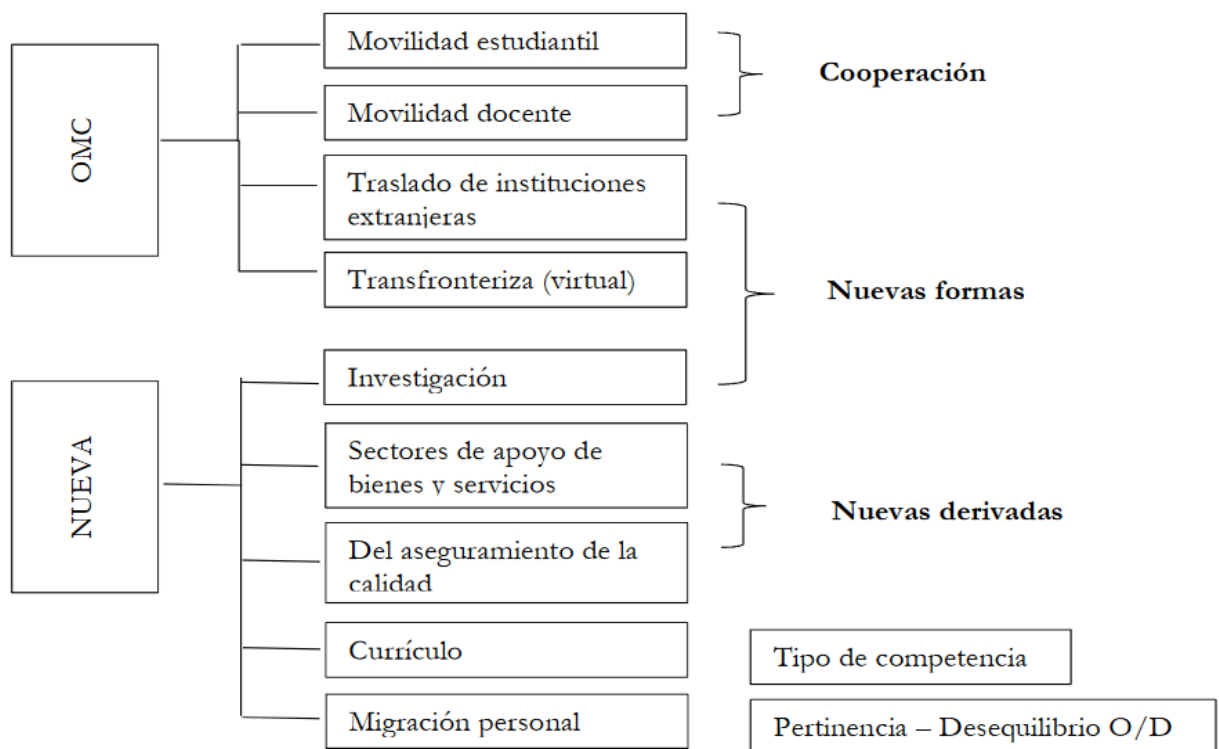 OMC
Movilidad estudiantil
Movilidad docente
Cooperación
Traslado de instituciones
extranjeras
Transfronteriza (virtual)
Nuevas formas
NUEVA
Investigación
Sectores de apoyo de
bienes y servicios
Del aseguramiento de la
calidad
Nuevas derivadas
Currículo
Tipo de competencia
Migración personal
Pertinencia – Desequilibrio O/D